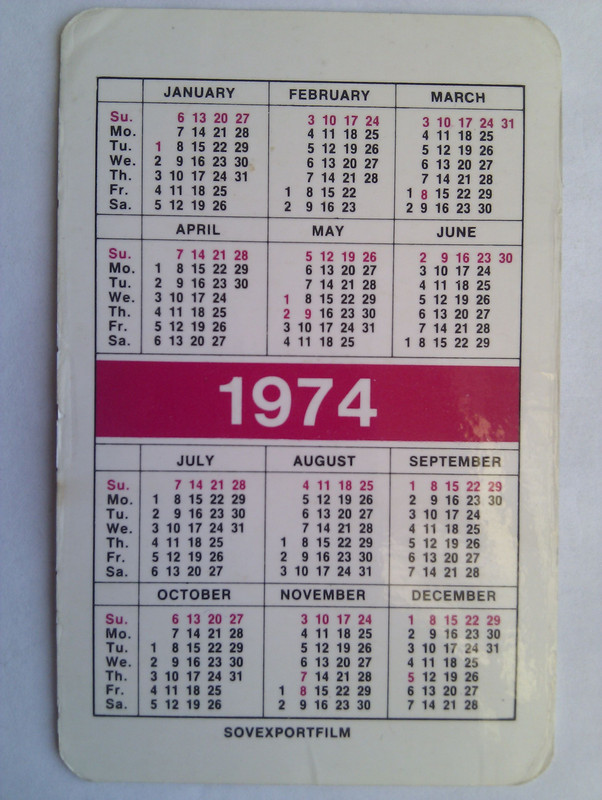 JANUARY FEBRUARY MARCH
Su. 6 13 20 27 3 10 17 24 3 10 17 24 31
Mo. 7 14 21 28 4 11 18 25 4 11 18 25
Tu. 1 8 15 22 29 5 12 19 26 5 12 19 26
We. 2 9 16 23 30 6 13 20 27 6 13 20 27
Th. 3 10 17 24 31 7 14 21 28 7 14 21 28
Fr. 4 11 18 25 1 8 15 22 1 8 15 22 29
Sa. 5 12 19 26 2 9 16 23 2 9 16 23 30
APRIL MAY JUNE
Su. 7 14 21 28 5 12 19 26 2 9 16 23 30
Mo. 1 8 15 22 29 6 13 20 27 3 10 17 24
Tu. 2 9 16 23 30 7 14 21 28 4 11 18 25
We. 3 10 17 24 1 8 15 22 29 5 12 19 26
Th. 4 11 18 25 2 9 16 23 30 6 13 20 27
Fr. 5 12 19 26 3 10 17 24 31 7 14 21 28
Sa. 6 13 20 27 4 11 18 25 1 8 15 22 29
1974
JULY AUGUST SEPTEMBER
Su. 7 14 21 28 4 11 18 25 1 8 15 22 29
Mo. 1 8 15 22 29 5 12 19 26 2 9 16 23 30
Tu. 2 9 16 23 30 6 13 20 27 3 10 17 24
We. 3 10 17 24 31 7 14 21 28 4 11 18 25
Th. 4 11 18 25 1 8 15 22 29 5 12 19 26
Fr. 5 12 19 26 2 9 16 23 30 6 13 20 27
Sa. 6 13 20 27 3 10 17 24 31 7 14 21 28
OCTOBER NOVEMBER DECEMBER
Su. 6 13 20 27 3 10 17 24 1 8 15 22 29
Mo. 7 14 21 28 4 11 18 25 2 9 16 23 30
Tu. 1 8 15 22 29 5 12 19 26 3 10 17 24 31
We. 2 9 16 23 30 6 13 20 27 4 11 18 25
Th. 3 10 17 24 31 7 14 21 28 5 12 19 26
Fr. 4 11 18 25 1 8 15 22 29 6 13 20 27
Sa. 5 12 19 26 2 9 16 23 30 7 14 21 28
SOVEXPORTFILM